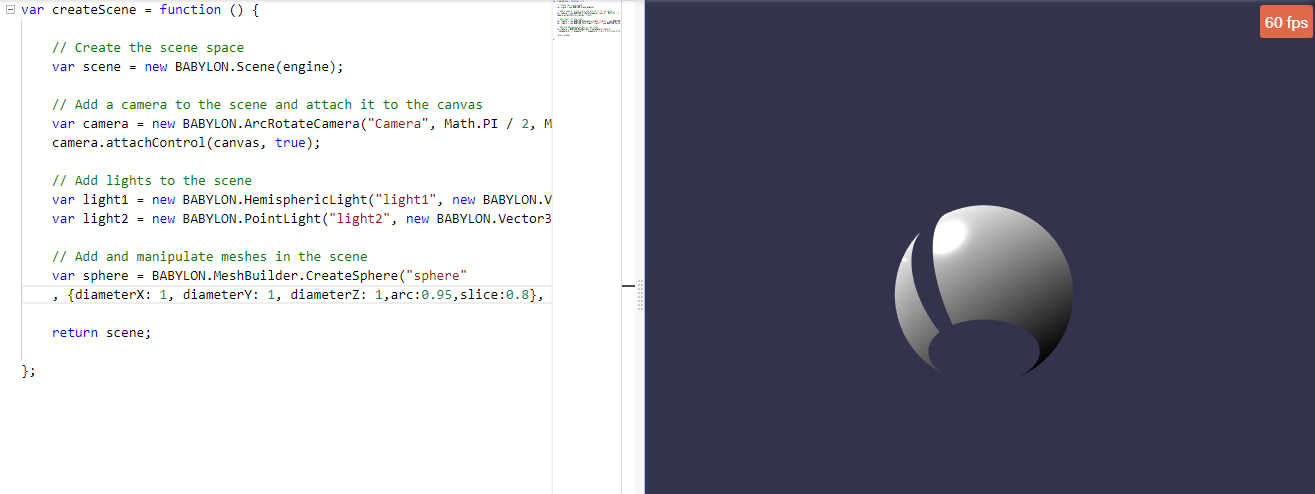 var createScene = function () {
// Create the scene space
var scene = new BABYLON.Scene(engine);
// Add a camera to the scene and attach it to the canvas
var camera = new BABYLON.ArcRotateCamera("Camera", Math.PI / 2, M
camera.attachControl(canvas, true);
// Add lights to the scene
var light1 = new BABYLON.HemisphericLight("light1", new BABYLON.V
var light2 = new BABYLON.PointLight("light2", new BABYLON.Vector3
// Add and manipulate meshes in the scene
var sphere = BABYLON.MeshBuilder.CreateSphere("sphere"
, {diameterX: 1, diameterY: 1, diameterZ: 1,arc:0.95,slice:0.8},
return scene;
};
60 fps